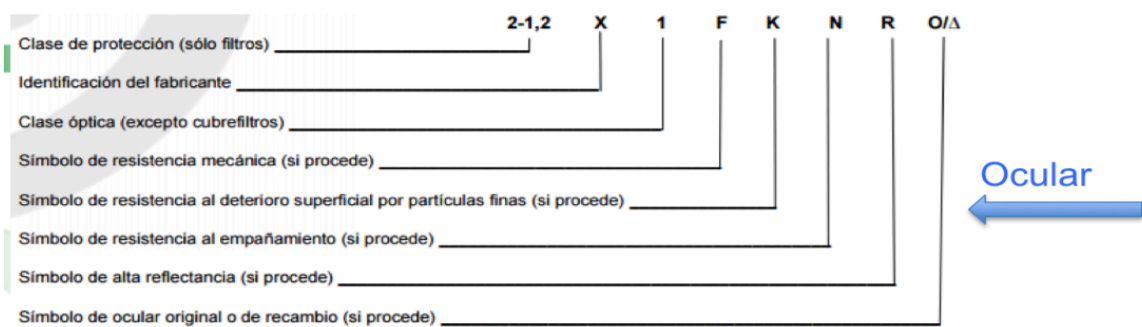 2-1,2 X 1 F K N R O/Δ
Clase de protección (sólo filtros)
Identificación del fabricante
Clase óptica (excepto cubrefiltros)
Símbolo de resistencia mecánica (si procede)
Símbolo de resistencia al deterioro superficial por partículas finas (si procede)
Símbolo de resistencia al empañamiento (si procede)
Símbolo de alta reflectancia (si procede)
Símbolo de ocular original o de recambio (si procede)
Ocular